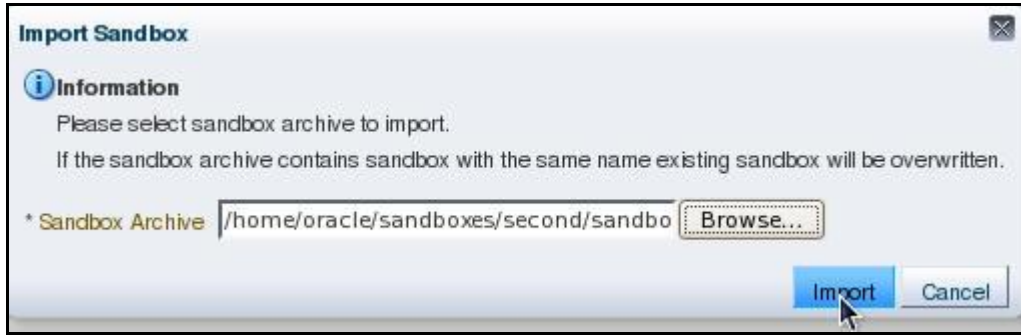 Import Sandbox
Information
Please select sandbox archive to import.
If the sandbox archive contains sandbox with the same name existing sandbox will be overwritten.
* Sandbox Archive /home/oracle/sandboxes/second/sandbo Browse...
Import Cancel